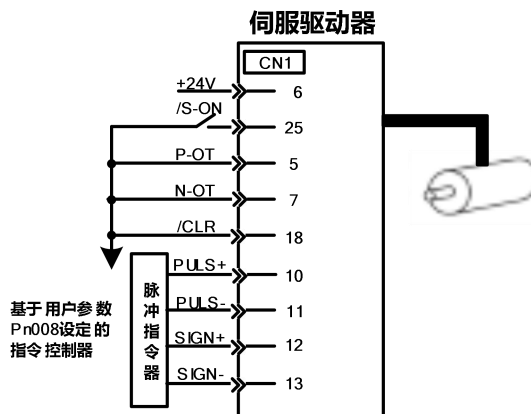 伺服驱动器
CN1
+24V 6
/S-ON 25
P-OT 5
N-OT 7
/CLR 18
PULS+ 10
PULS- 11
SIGN+ 12
SIGN- 13
脉冲指令器
基于用户参数
Pn008设定的
指令控制器